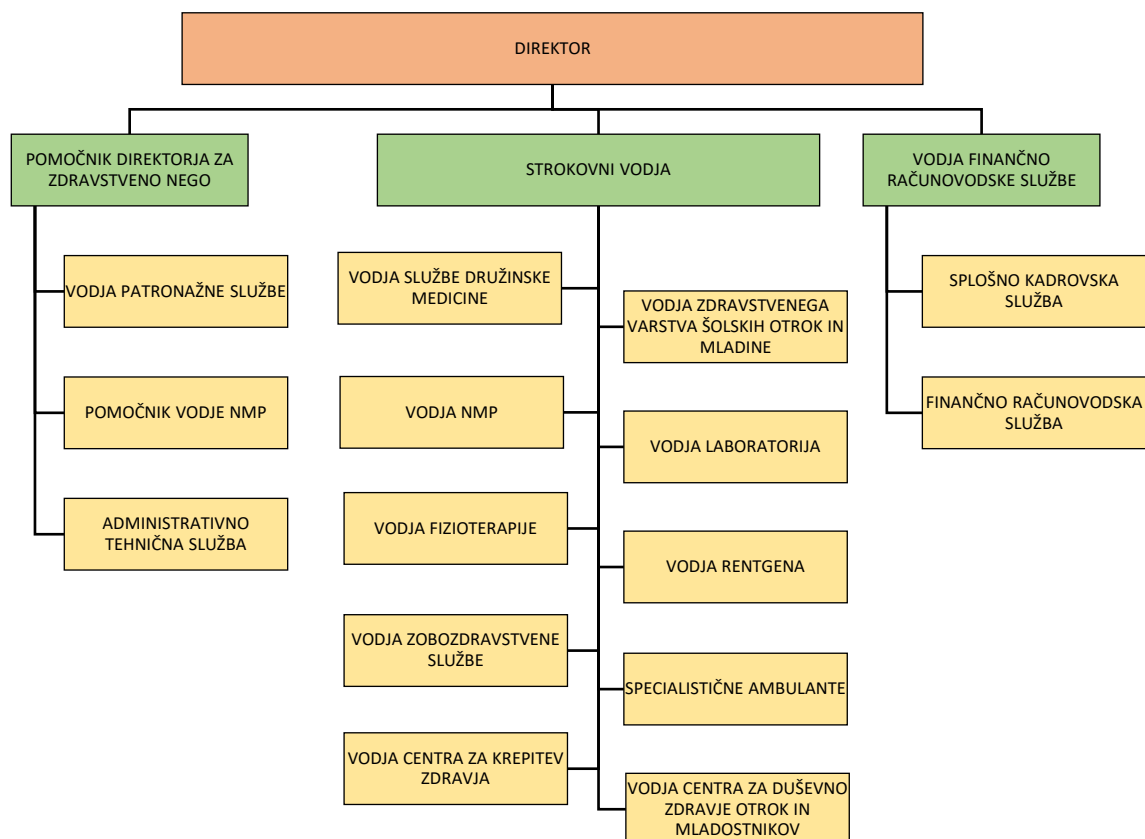 DIREKTOR
POMOČNIK DIREKTORJA ZA
ZDRAVSTVENO NEGO
STROKOVNI VODJA
VODJA FINANČNO
RAČUNOVODSKE SLUŽBE
VODJA PATRONAŽNE SLUŽBE
POMOČNIK VODJE NMP
ADMINISTRATIVNO
TEHNIČNA SLUŽBA
VODJA SLUŽBE DRUŽINSKE
MEDICINE
VODJA ZDRAVSTVENEGA
VARSTVA ŠOLSKIH OTROK IN
MLADINE
VODJA NMP
VODJA LABORATORIJA
VODJA FIZIOTERAPIJE
VODJA RENTGENA
VODJA ZOBOZDRAVSTVENE
SLUŽBE
SPECIALISTIČNE AMBULANTE
VODJA CENTRA ZA KREPITEV
ZDRAVJA
VODJA CENTRA ZA DUŠEVNO
ZDRAVJE OTROK IN
MLADOSTNIKOV
SPLOŠNO KADROVSKA
SLUŽBA
FINANČNO RAČUNOVODSKA
SLUŽBA